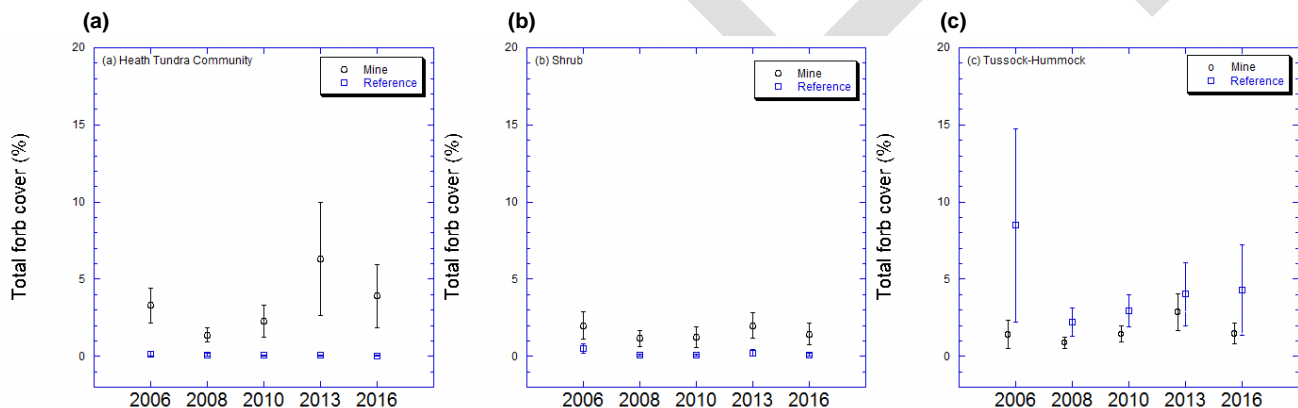 (a)
(b)
(c)
Total forb cover (%)
20
15
10
5
0
(a) Heath Tundra Community
Mine
Reference
2006 2008 2010 2013 2016
Total forb cover (%)
20
15
10
5
0
(b) Shrub
Mine
Reference
2006 2008 2010 2013 2016
Total forb cover (%)
20
15
10
5
0
(c) Tussock-Hummock
Mine
Reference
2006 2008 2010 2013 2016